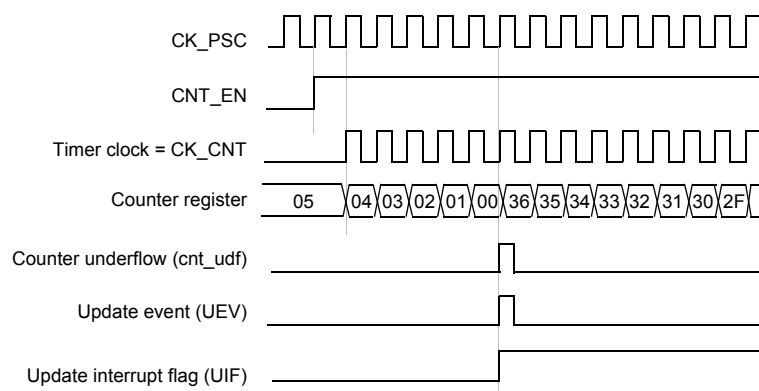 CK_PSC
CNT_EN
Timer clock = CK_CNT
Counter register 05 04 03 02 01 00 36 35 34 33 32 31 30 2F
Counter underflow (cnt_udf)
Update event (UEV)
Update interrupt flag (UIF)